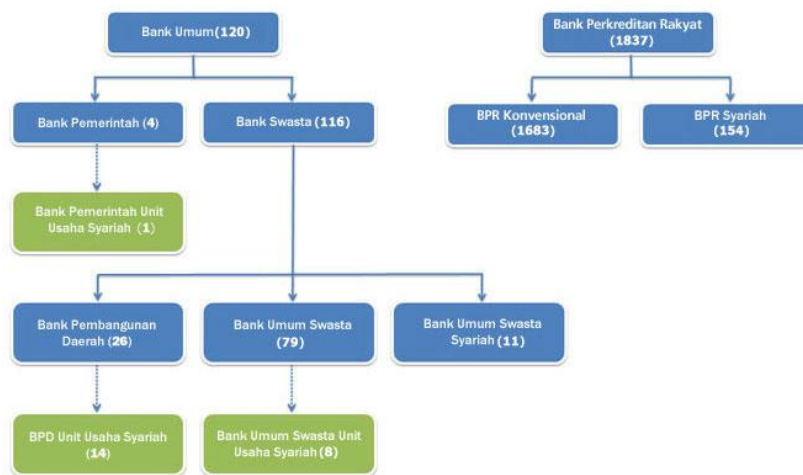 Bank Umum(120)
Bank Perkreditan Rakyat
(1837)
Bank Pemerintah (4)
Bank Swasta (116)
BPR Konvensional
(1683)
BPR Syariah
(154)
Bank Pemerintah Unit
Usaha Syariah (1)
Bank Pembangunan
Daerah (26)
Bank Umum Swasta
(79)
Bank Umum Swasta
Syariah (11)
BPD Unit Usaha Syariah
(14)
Bank Umum Swasta Unit
Usaha Syariah (8)